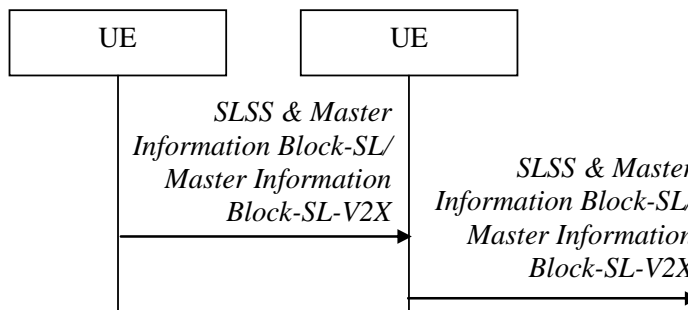 UE
UE
SLSS & Master
Information Block-SL/
Master Information
Block-SL-V2X
SLSS & Master
Information Block-SL/
Master Information
Block-SL-V2X